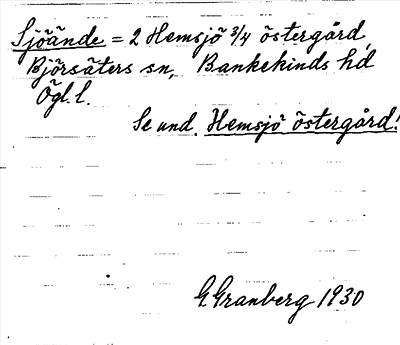 Sjöände = 2 Hemsjö 3/4 östergård,
Björsäters sn, Bankekinds hd
Ögl. l.
Se und. Hemsjö östergård!
G Granberg 1930